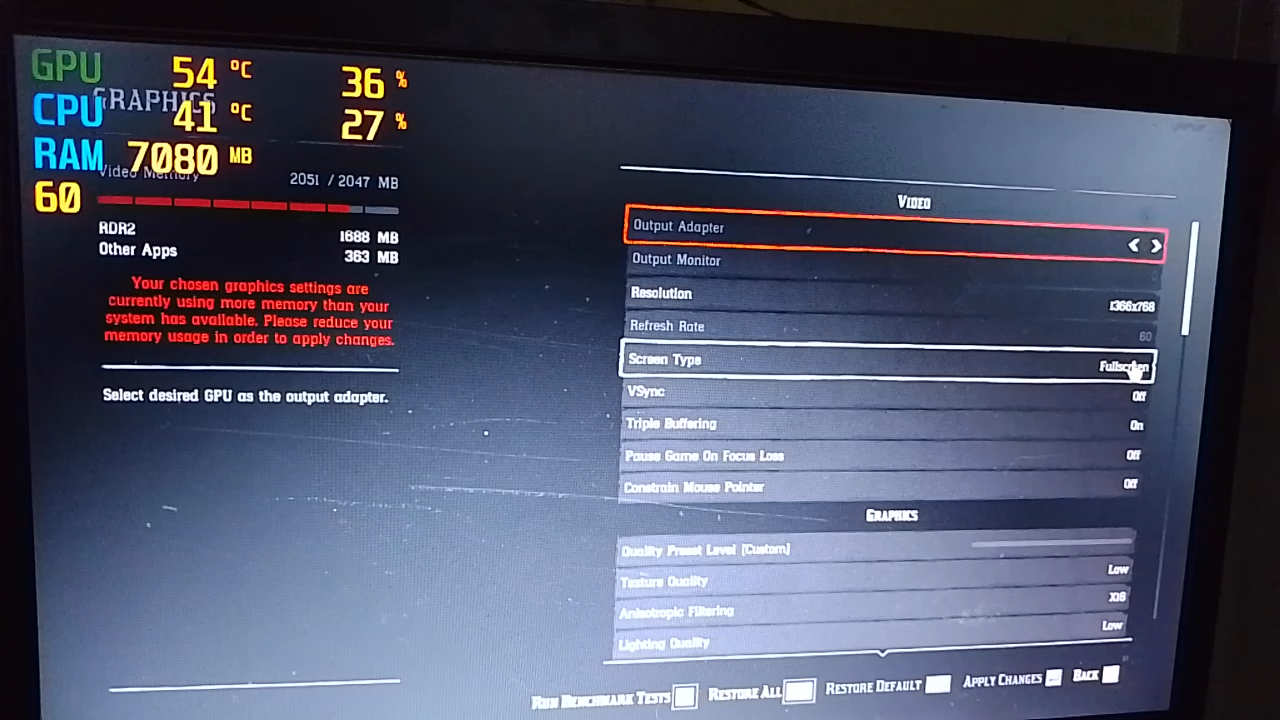 GPU 54 °C 36 %
GRAPHICS
CPU 41 °C 27 %
RAM 7080 MB
Video Memory 2051 / 2047 MB
60
RDR2 1688 MB
Other Apps 363 MB
Your chosen graphics settings are
currently using more memory than your
system has available. Please reduce your
memory usage in order to apply changes.
Select desired GPU as the output adapter.
VIDEO
Output Adapter
Output Monitor
Resolution 1366x768
Refresh Rate 60
Screen Type Fullscreen
VSync Off
Triple Buffering On
Pause Game On Focus Loss Off
Constrain Mouse Pointer Off
GRAPHICS
Quality Preset Level [Custom]
Texture Quality Low
Anisotropic Filtering X16
Lighting Quality Low
RUN BENCHMARK TESTS RESTORE ALL RESTORE DEFAULT APPLY CHANGES BACK